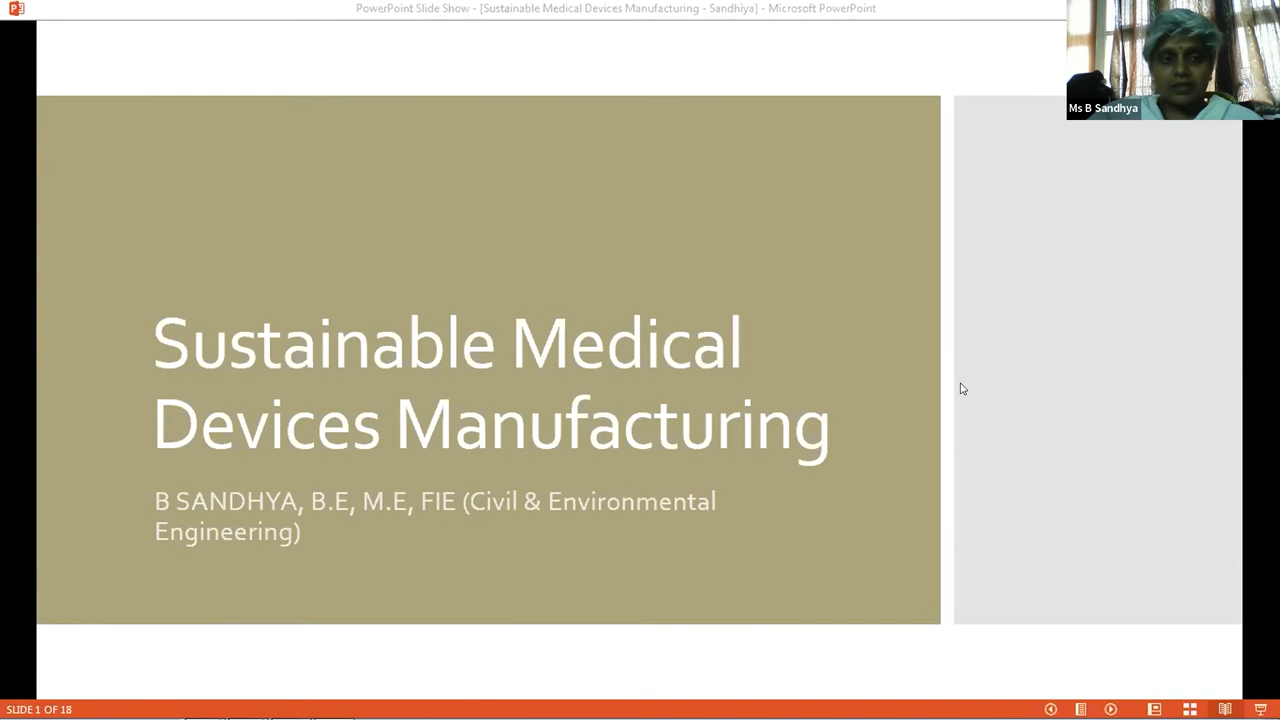 PowerPoint Slide Show - [Sustainable Medical Devices Manufacturing - Sandhiya] - Microsoft PowerPoint
Ms B Sandhya
Sustainable Medical
Devices Manufacturing
B SANDHYA, B.E, M.E, FIE (Civil & Environmental
Engineering)
SLIDE 1 OF 18